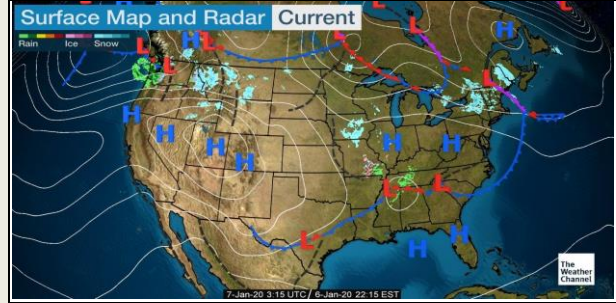 Surface Map and Radar Current
Rain Ice Snow
L L L L
H L H
L L L
H H
H H H
H
L L
L H
H
The
Weather
Channel
7-Jan-20 3:15 UTC / 6-Jan-20 22:15 EST